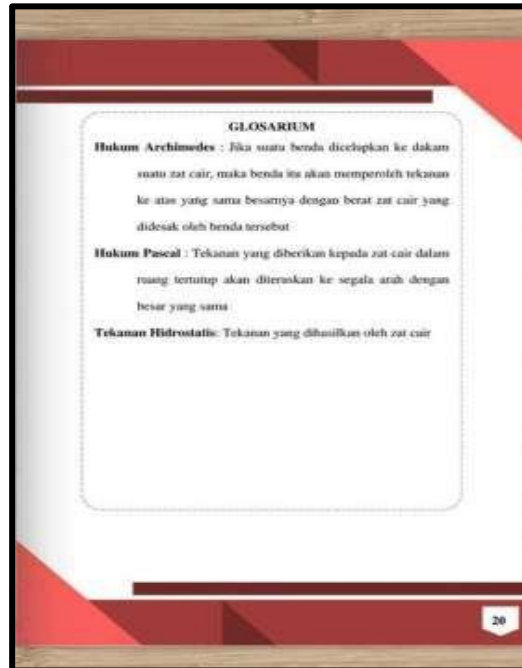 GLOSARIUM
Hukum Archimedes : Jika suatu benda dicelupkan ke dakam
suatu zat cair, maka benda itu akan memperoleh tekanan
ke atas yang sama besarnya dengan berat zat cair yang
didesak oleh benda tersebut
Hukum Pascal : Tekanan yang diberikan kepada zat cair dalam
ruang tertutup akan diteruskan ke segala arah dengan
besar yang sama
Tekanan Hidrostatis: Tekanan yang dihasilkan oleh zat cair
20